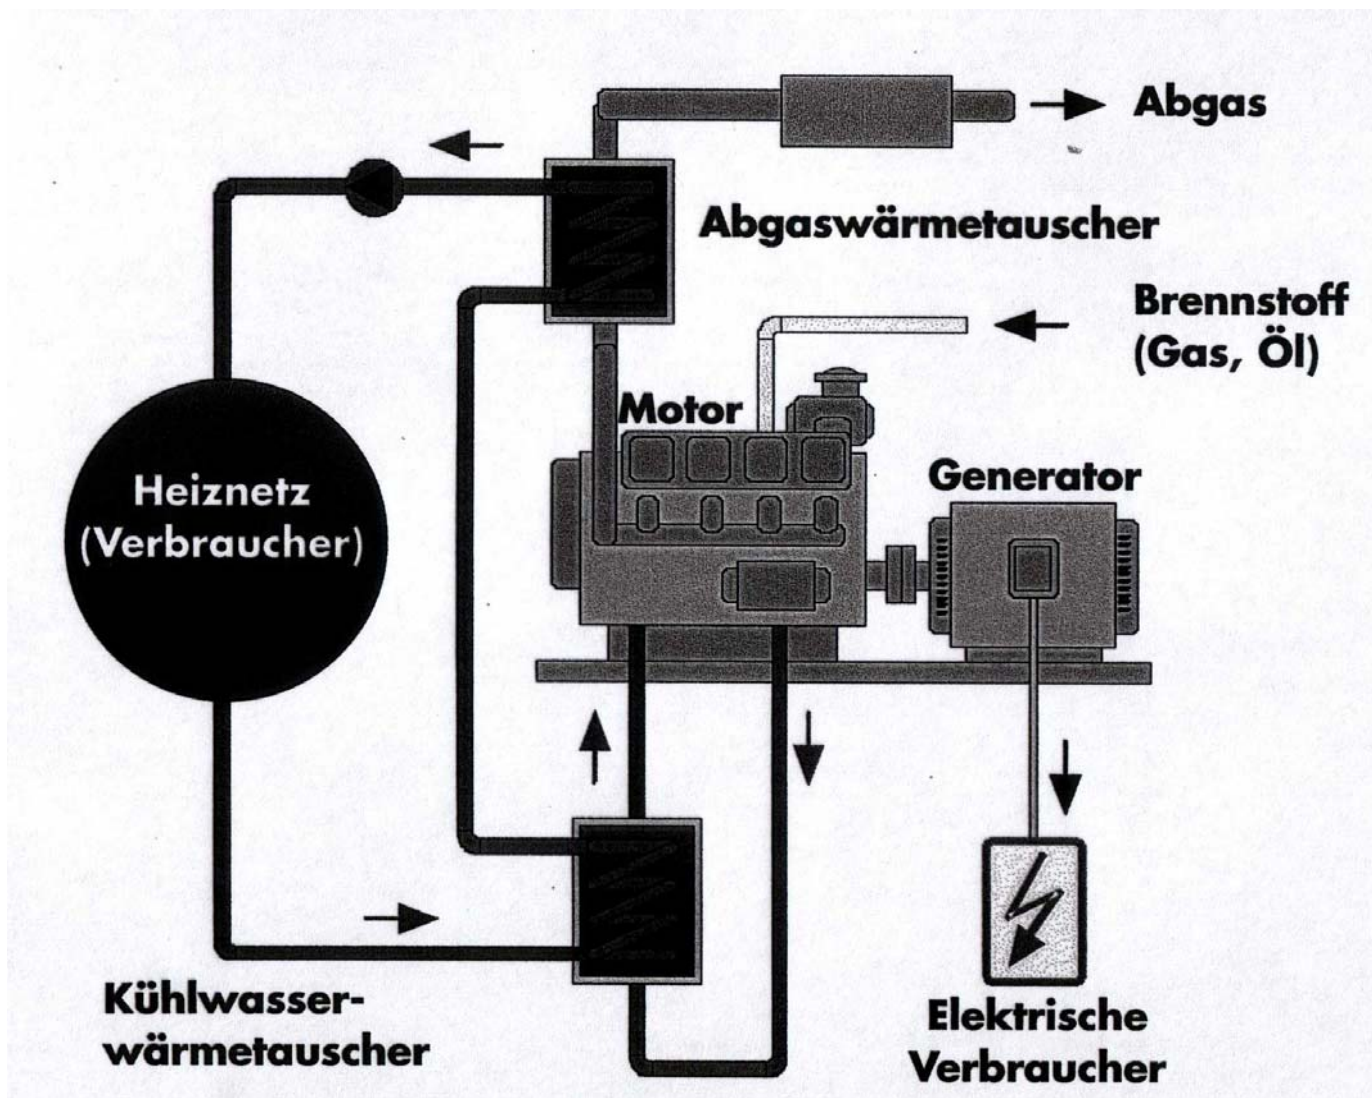 Abgas
Abgaswärmetauscher
Brennstoff
(Gas, Öl)
Motor
Generator
Heiznetz
(Verbraucher)
Kühlwasser-
wärmetauscher
Elektrische
Verbraucher